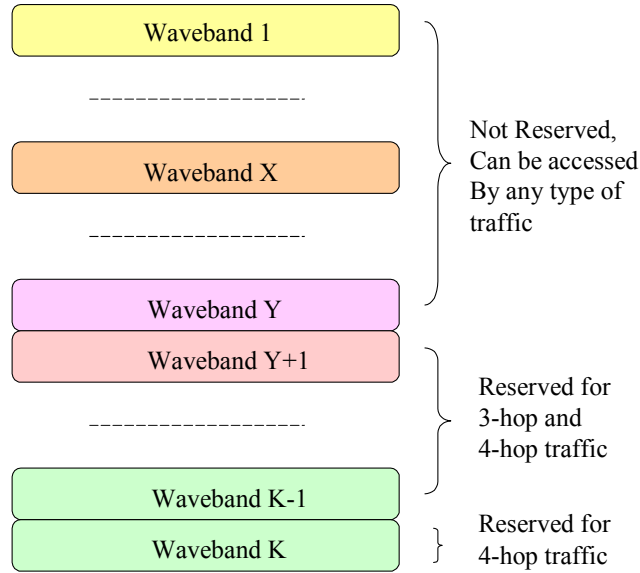 Waveband 1
Waveband X
Not Reserved,
Can be accessed
By any type of
traffic
Waveband Y
Waveband Y+1
Reserved for
3-hop and
4-hop traffic
Waveband K-1
Waveband K
Reserved for
4-hop traffic